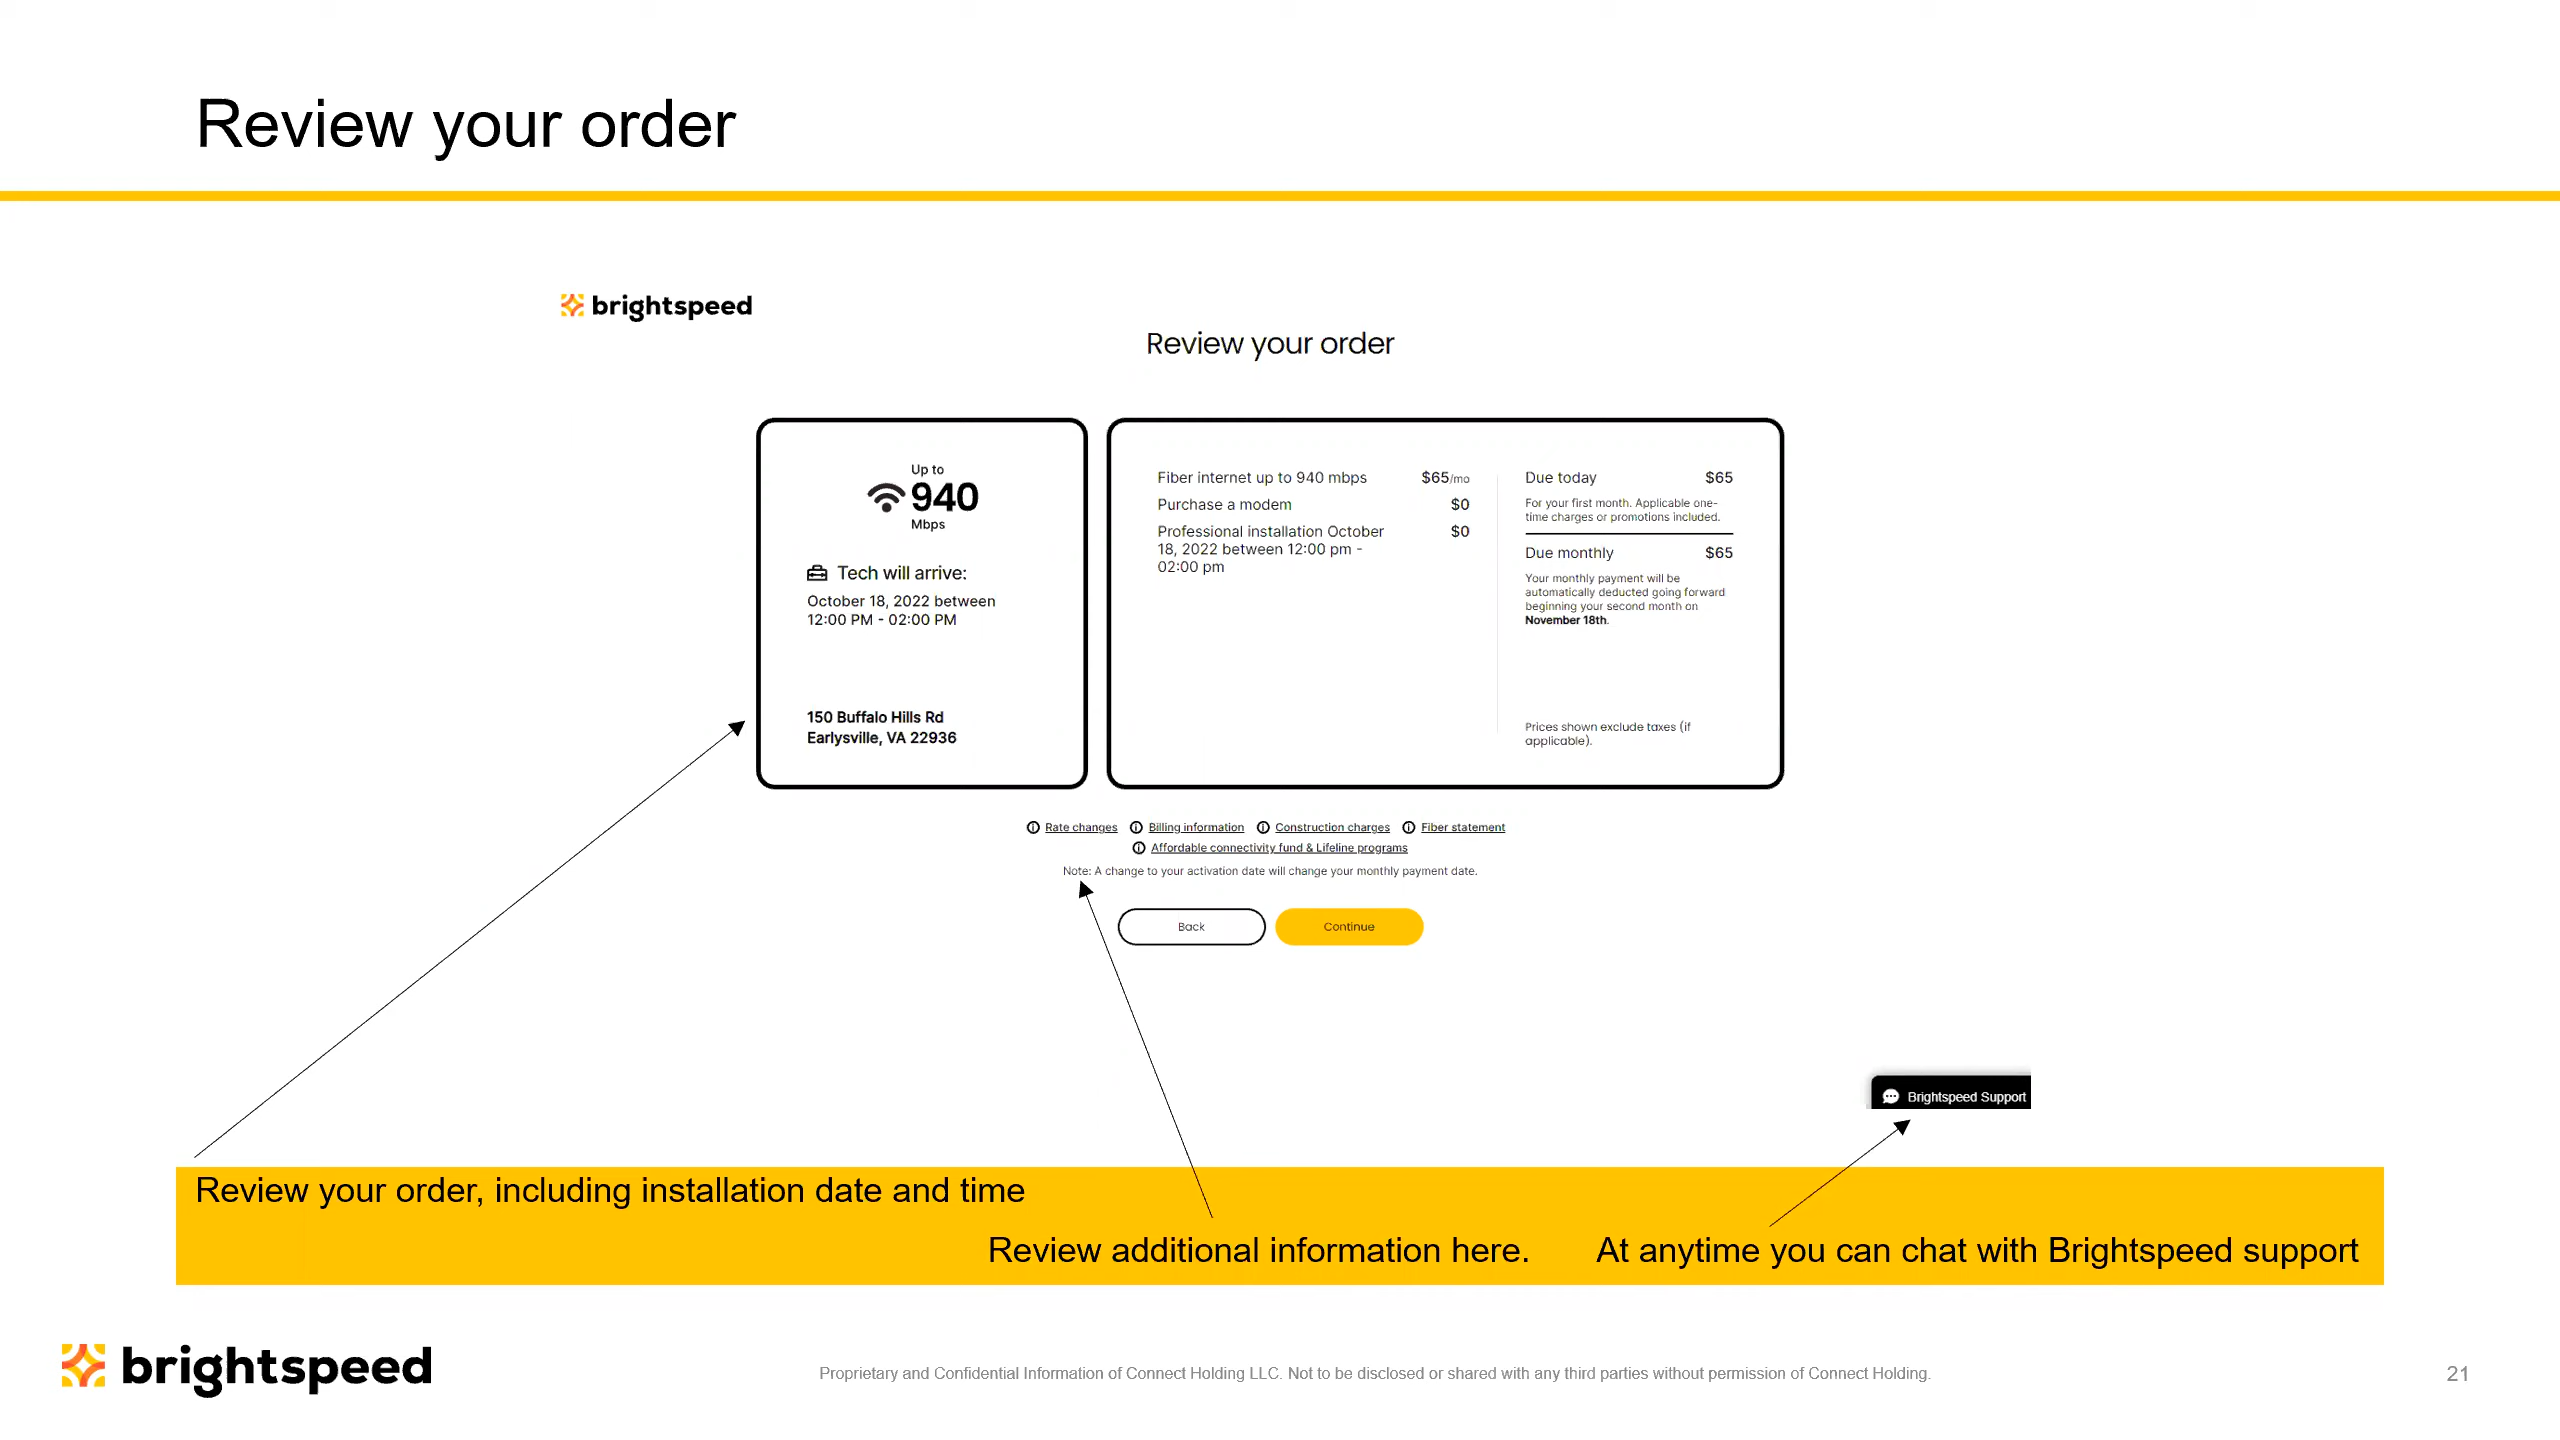 Review your order
brightspeed
Review your order
Up to
940
Mbps
Tech will arrive:
October 18, 2022 between
12:00 PM - 02:00 PM
150 Buffalo Hills Rd
Earlysville, VA 22936
Fiber internet up to 940 mbps $65/mo
Purchase a modem $0
Professional installation October $0
18, 2022 between 12:00 pm -
02:00 pm
Due today $65
For your first month. Applicable one-
time charges or promotions included.
Due monthly $65
Your monthly payment will be
automatically deducted going forward
beginning your second month on
November 18th.
Prices shown exclude taxes (if
applicable).
Rate changes Billing information Construction charges Fiber statement
Affordable connectivity fund & Lifeline programs
Note: A change to your activation date will change your monthly payment date.
Back Continue
Brightspeed Support
Review your order, including installation date and time
Review additional information here. At anytime you can chat with Brightspeed support
brightspeed
Proprietary and Confidential Information of Connect Holding LLC. Not to be disclosed or shared with any third parties without permission of Connect Holding.
21